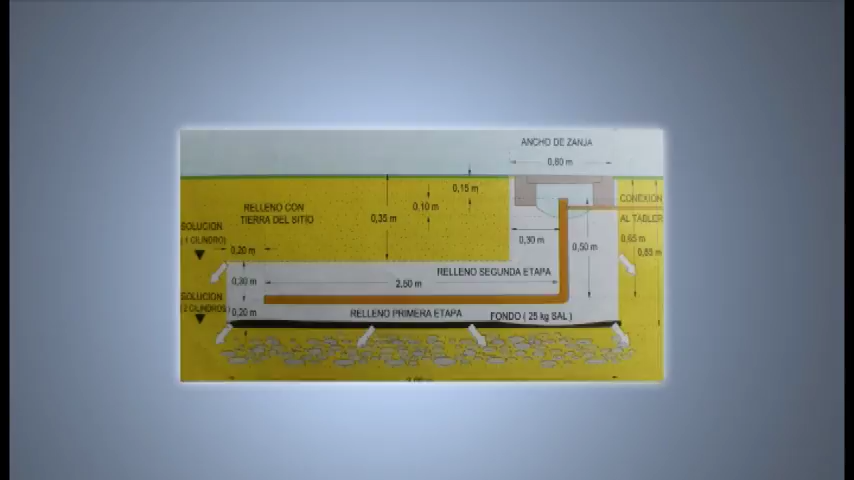 ANCHO DE ZANJA
0,80 m
0,15 m
0,10 m
0,35 m
RELLENO CON
TIERRA DEL SITIO
CONEXION
AL TABLER
SOLUCION
(1 CILINDRO)
0,20 m
0,30 m
0,50 m
0,65 m
0,85 m
RELLENO SEGUNDA ETAPA
0,30 m
2.50 m
SOLUCION
(2 CILINDROS)
0,20 m
RELLENO PRIMERA ETAPA
FONDO ( 25 kg SAL )